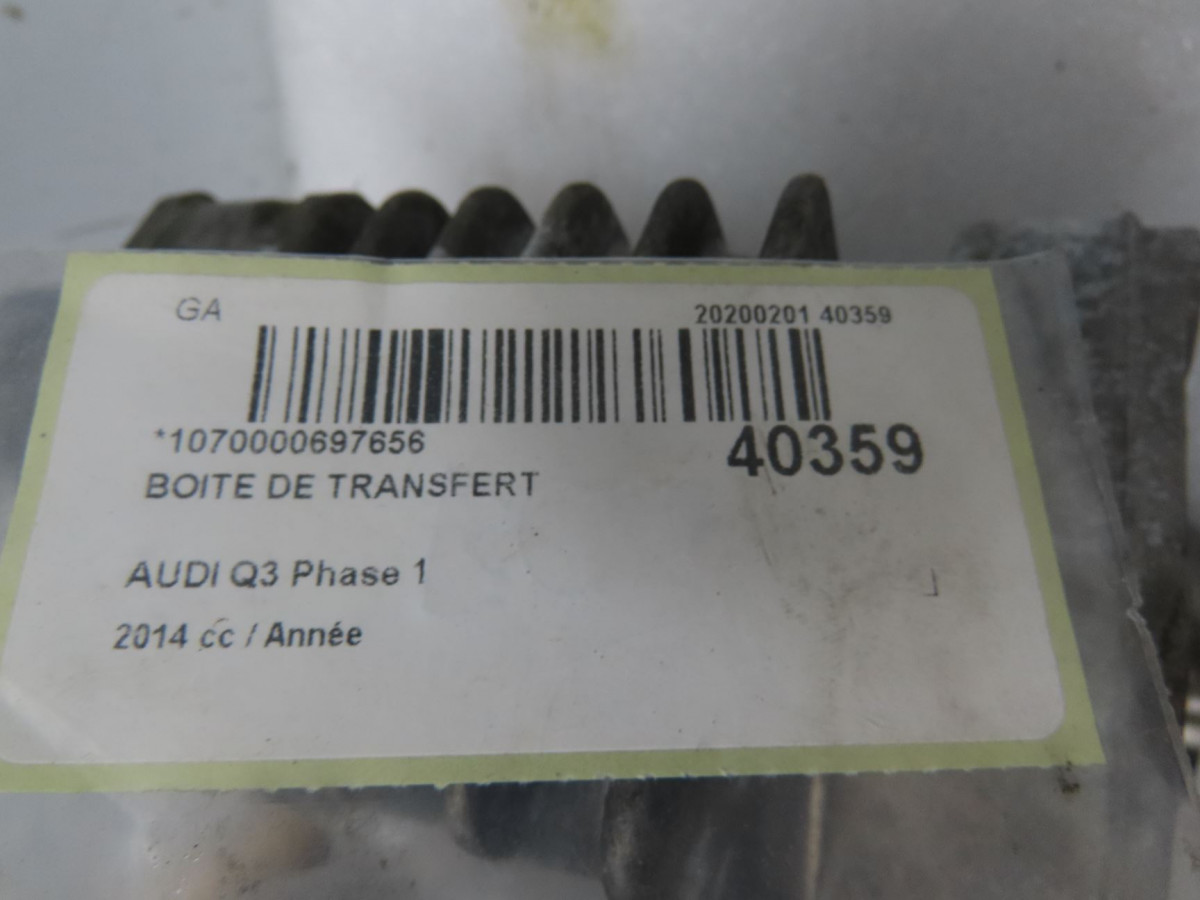 GA
20200201 40359
*1070000697656
40359
BOITE DE TRANSFERT
AUDI Q3 Phase 1
2014 cc / Année